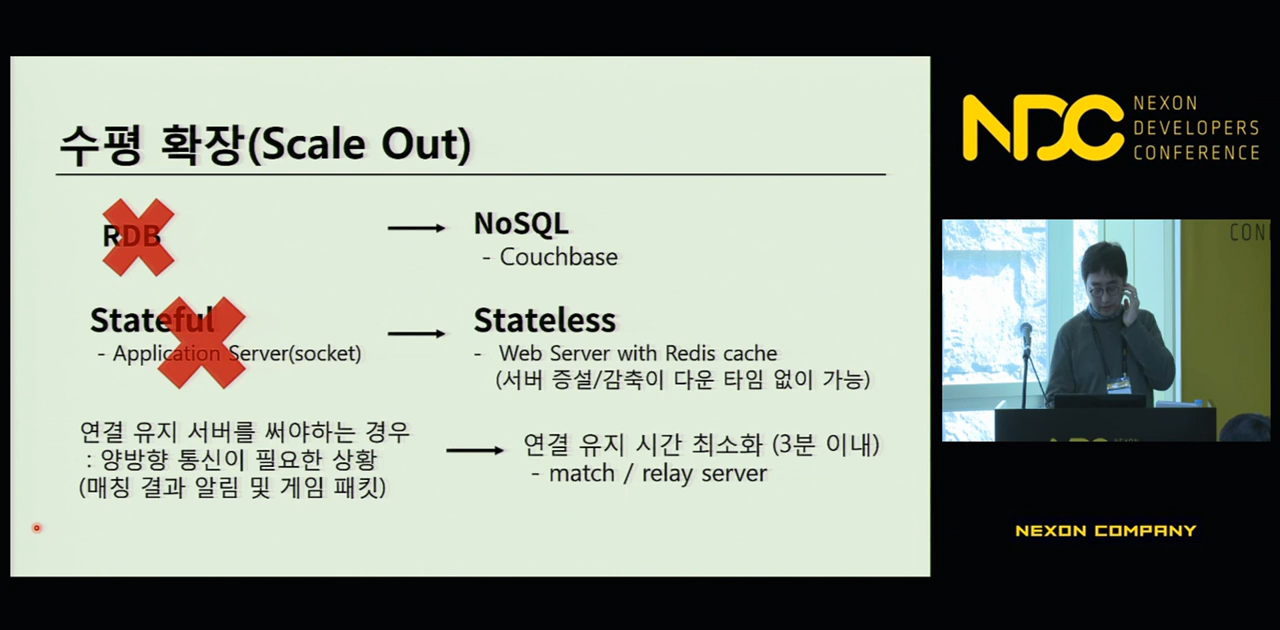 수평 확장(Scale Out)
RDB
NoSQL
- Couchbase
Stateful
- Application Server(socket)
Stateless
- Web Server with Redis cache
(서버 증설/감축이 다운 타임 없이 가능)
연결 유지 서버를 써야하는 경우
: 양방향 통신이 필요한 상황
(매칭 결과 알림 및 게임 패킷)
연결 유지 시간 최소화 (3분 이내)
- match / relay server
NDC
NEXON
DEVELOPERS
CONFERENCE
NEXON COMPANY